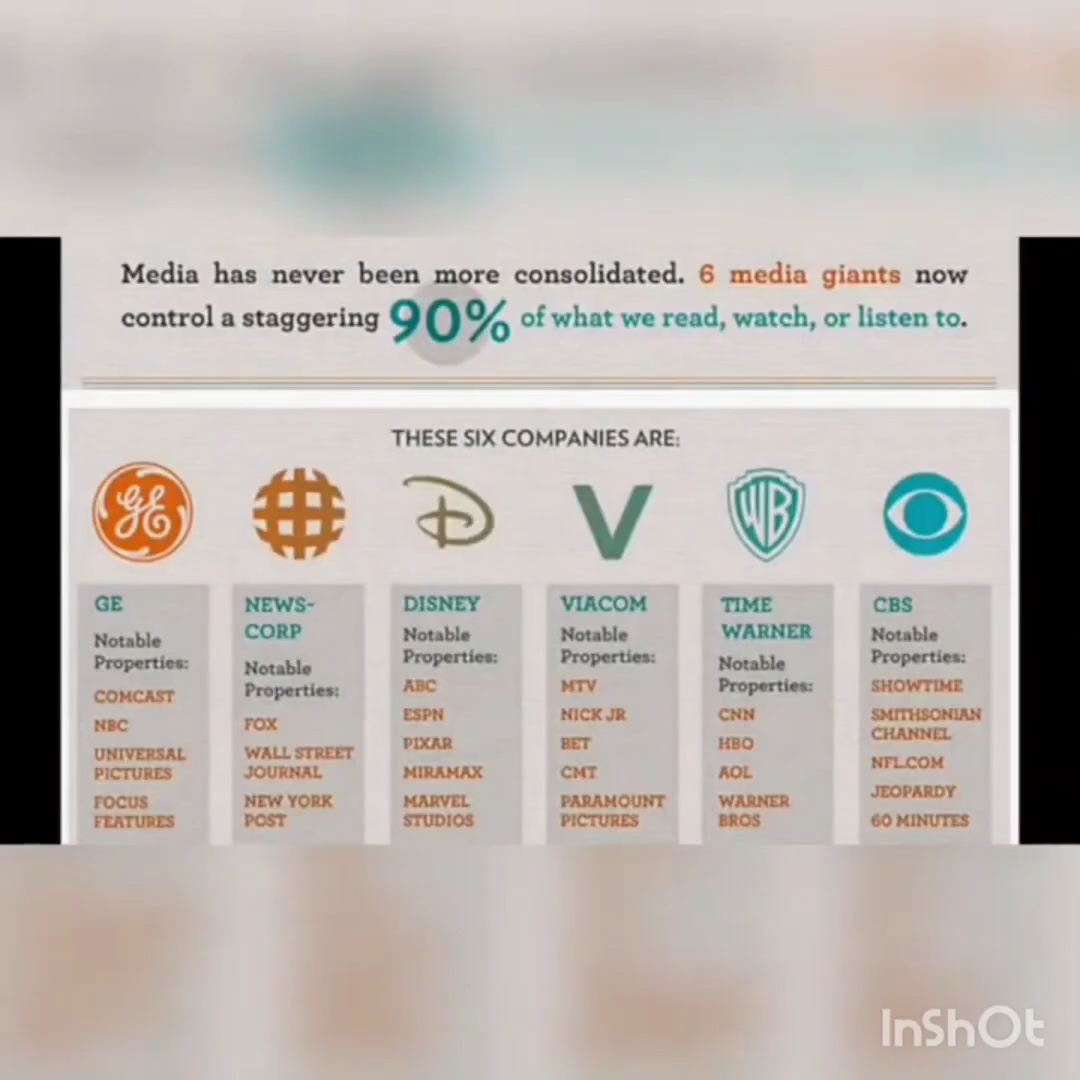 Media has never been more consolidated. 6 media giants now
control a staggering 90% of what we read, watch, or listen to.
THESE SIX COMPANIES ARE:
GE
WB
GE
Notable
Properties:
COMCAST
NBC
UNIVERSAL
PICTURES
FOCUS
FEATURES
NEWS-
CORP
Notable
Properties:
FOX
WALL STREET
JOURNAL
NEW YORK
POST
DISNEY
Notable
Properties:
ABC
ESPN
PIXAR
MIRAMAX
MARVEL
STUDIOS
VIACOM
Notable
Properties:
MTV
NICK JR
BET
CMT
PARAMOUNT
PICTURES
TIME
WARNER
Notable
Properties:
CNN
HBO
AOL
WARNER
BROS
CBS
Notable
Properties:
SHOWTIME
SMITHSONIAN
CHANNEL
NFL.COM
JEOPARDY
60 MINUTES
InShOt